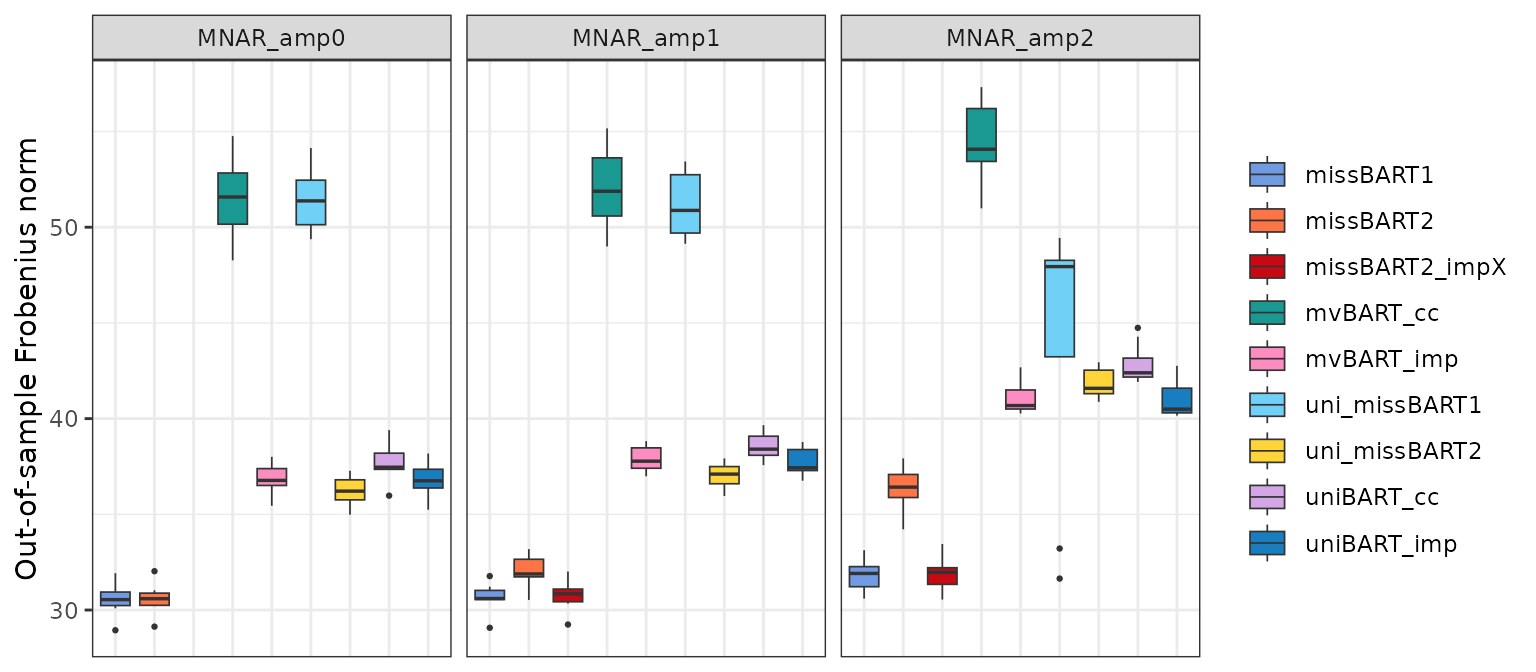 MNAR_amp0
MNAR_amp1
MNAR_amp2
Out-of-sample Frobenius norm
50
40
30
missBART1
missBART2
missBART2_impX
mvBART_cc
mvBART_imp
uni_missBART1
uni_missBART2
uniBART_cc
uniBART_imp